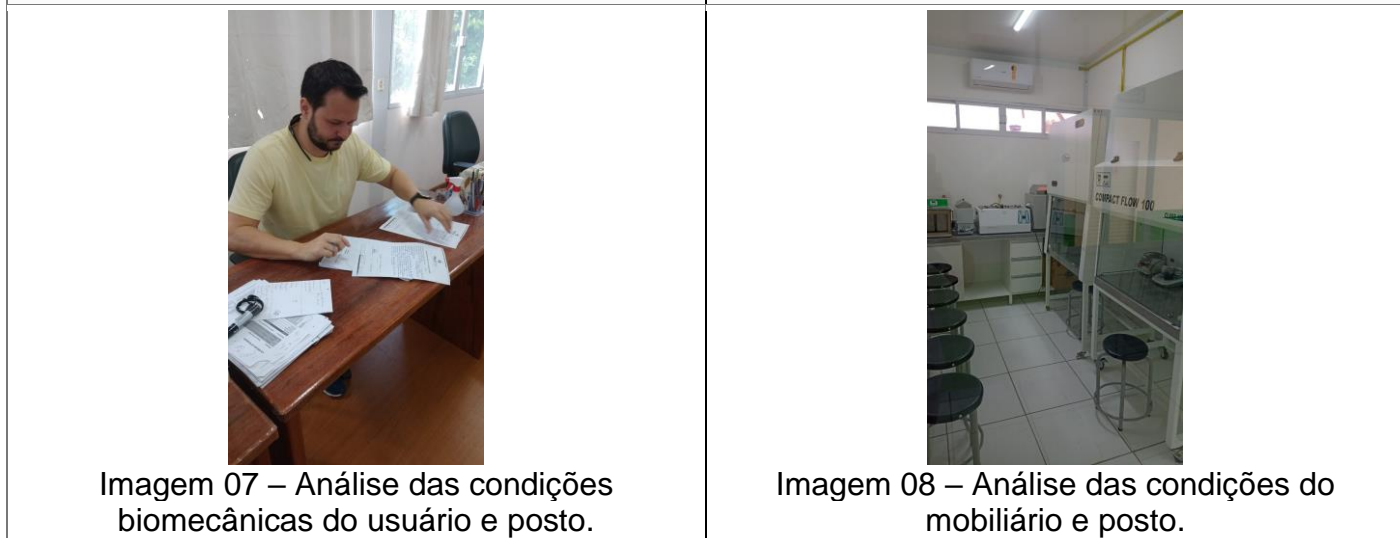 COMPACT FLOW 100
Imagem 07 – Análise das condições
biomecânicas do usuário e posto.
Imagem 08 – Análise das condições do
mobiliário e posto.